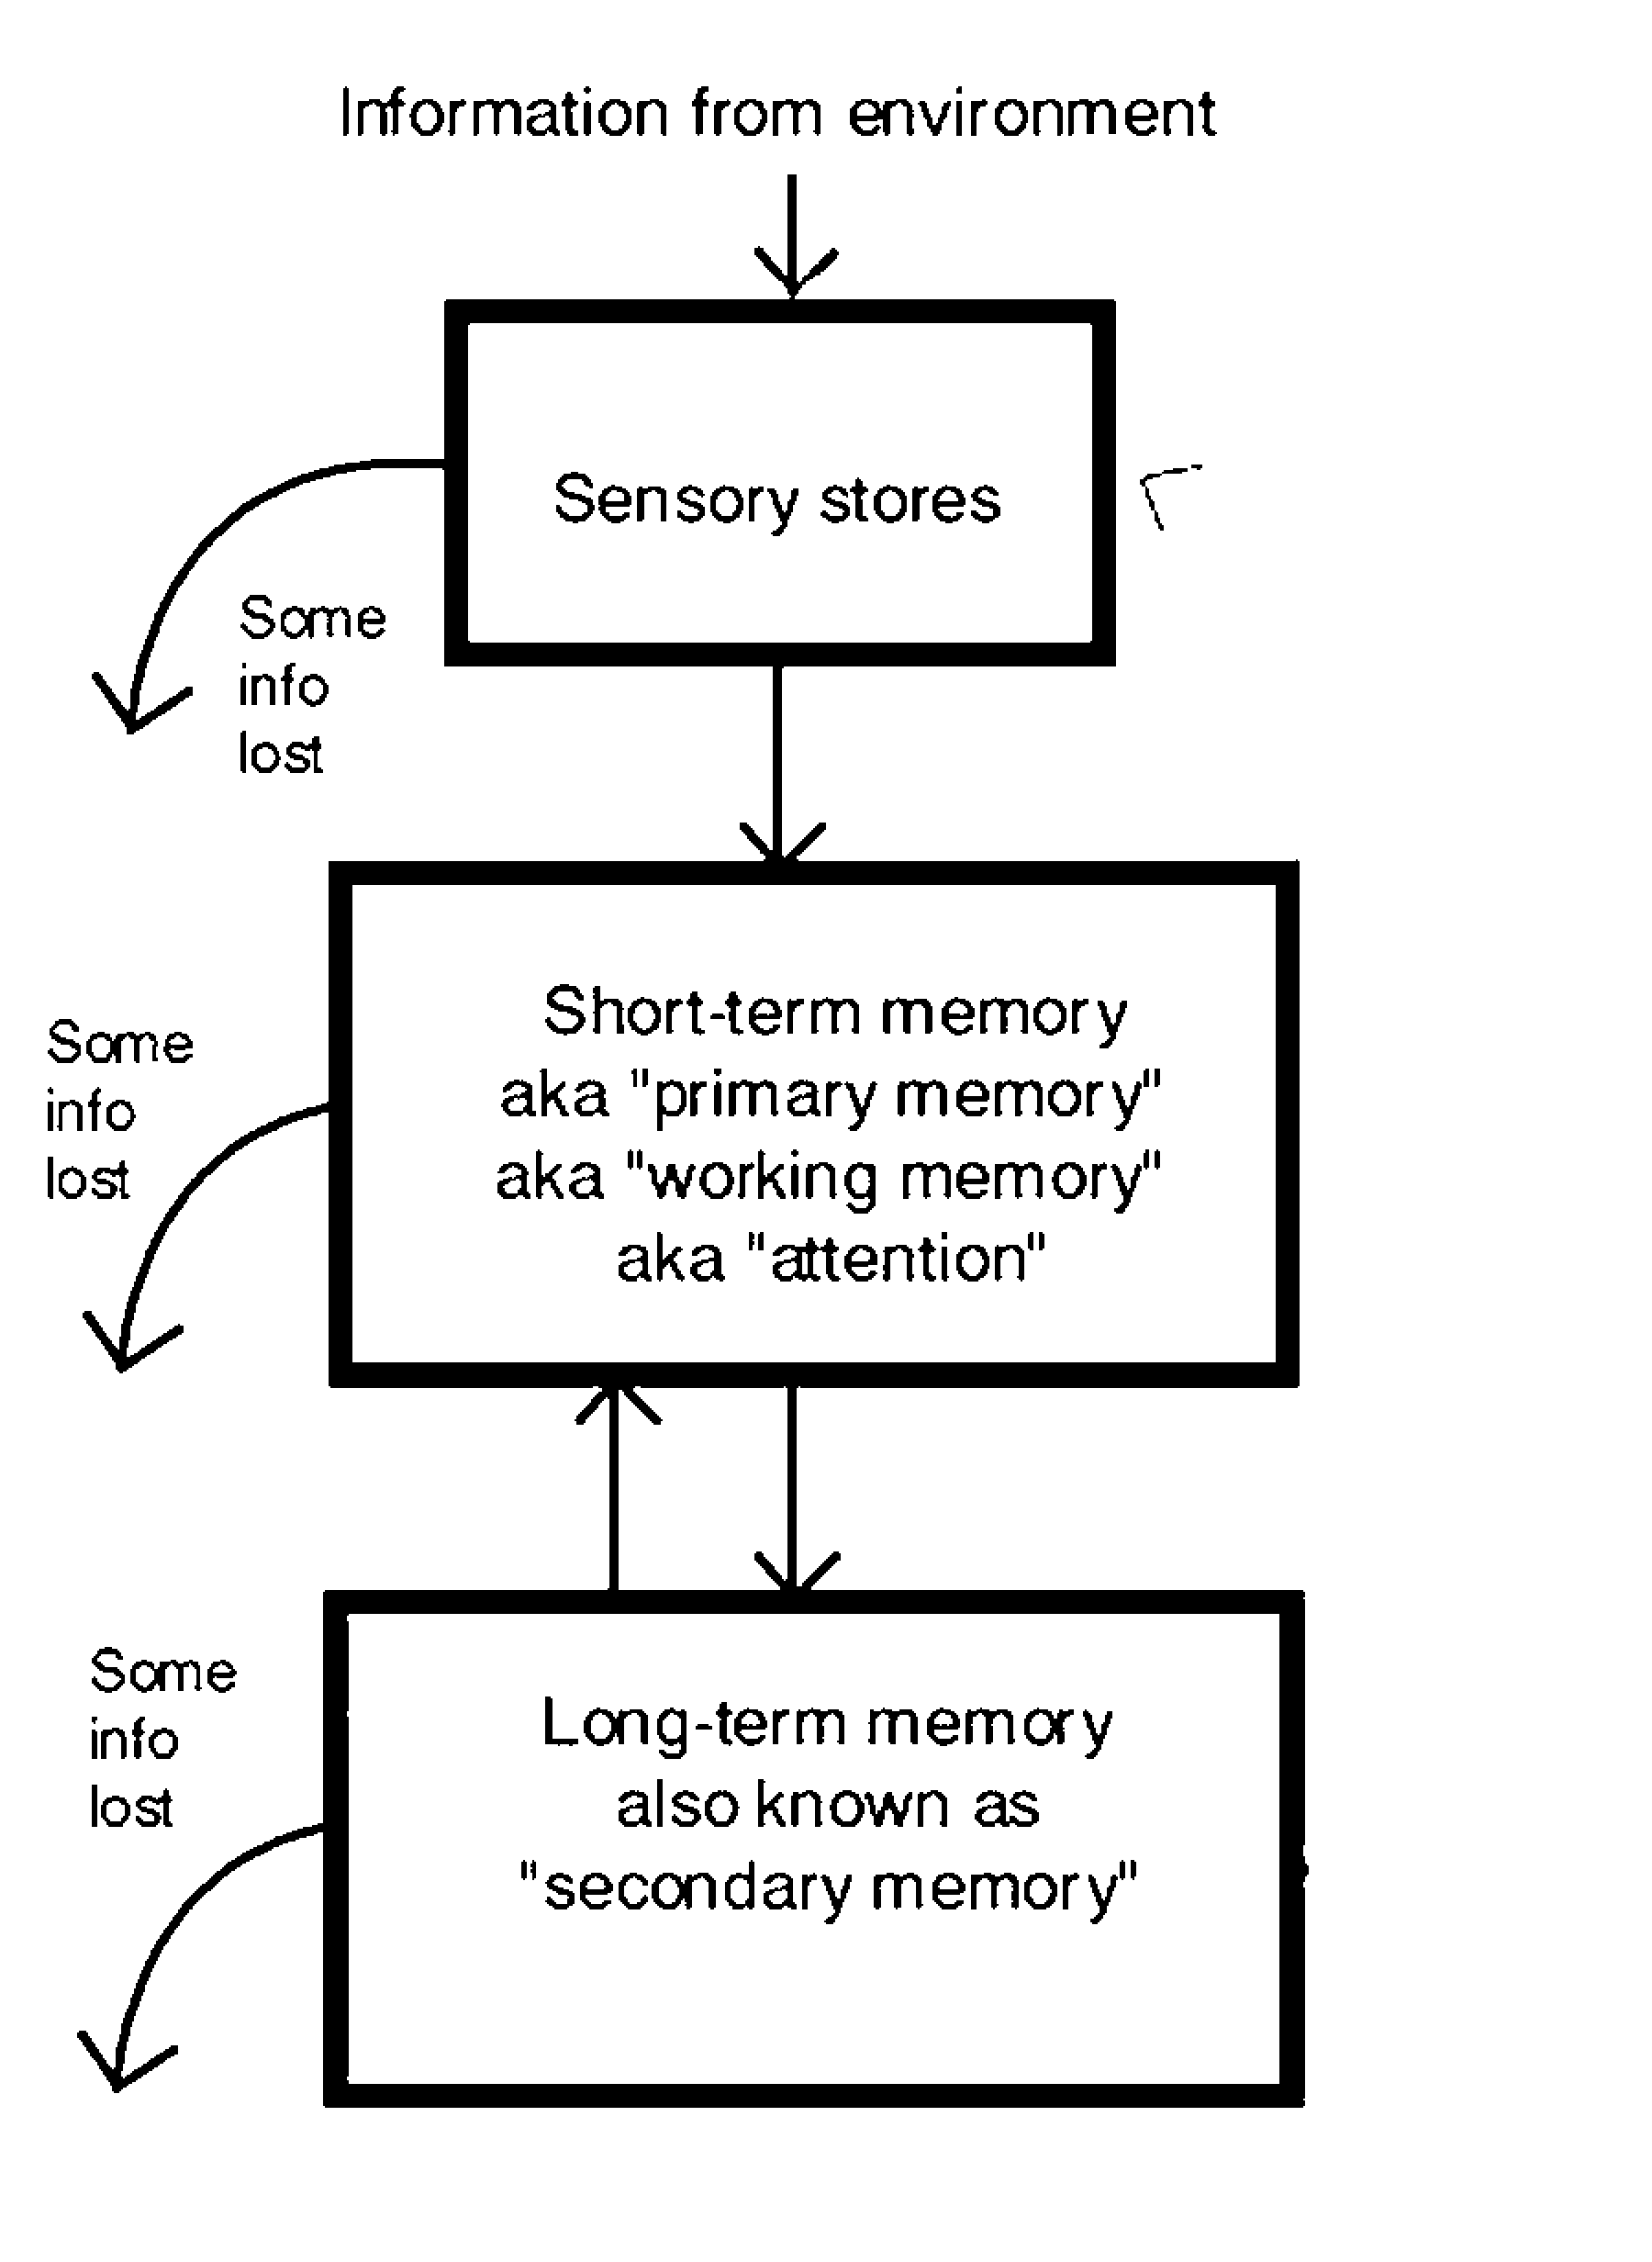 Information from environment
Sensory stores
Some
info
lost
Short-term memory
aka "primary memory"
aka "working memory"
aka "attention"
Some
info
lost
Long-term memory
also known as
"secondary memory"
Some
info
lost